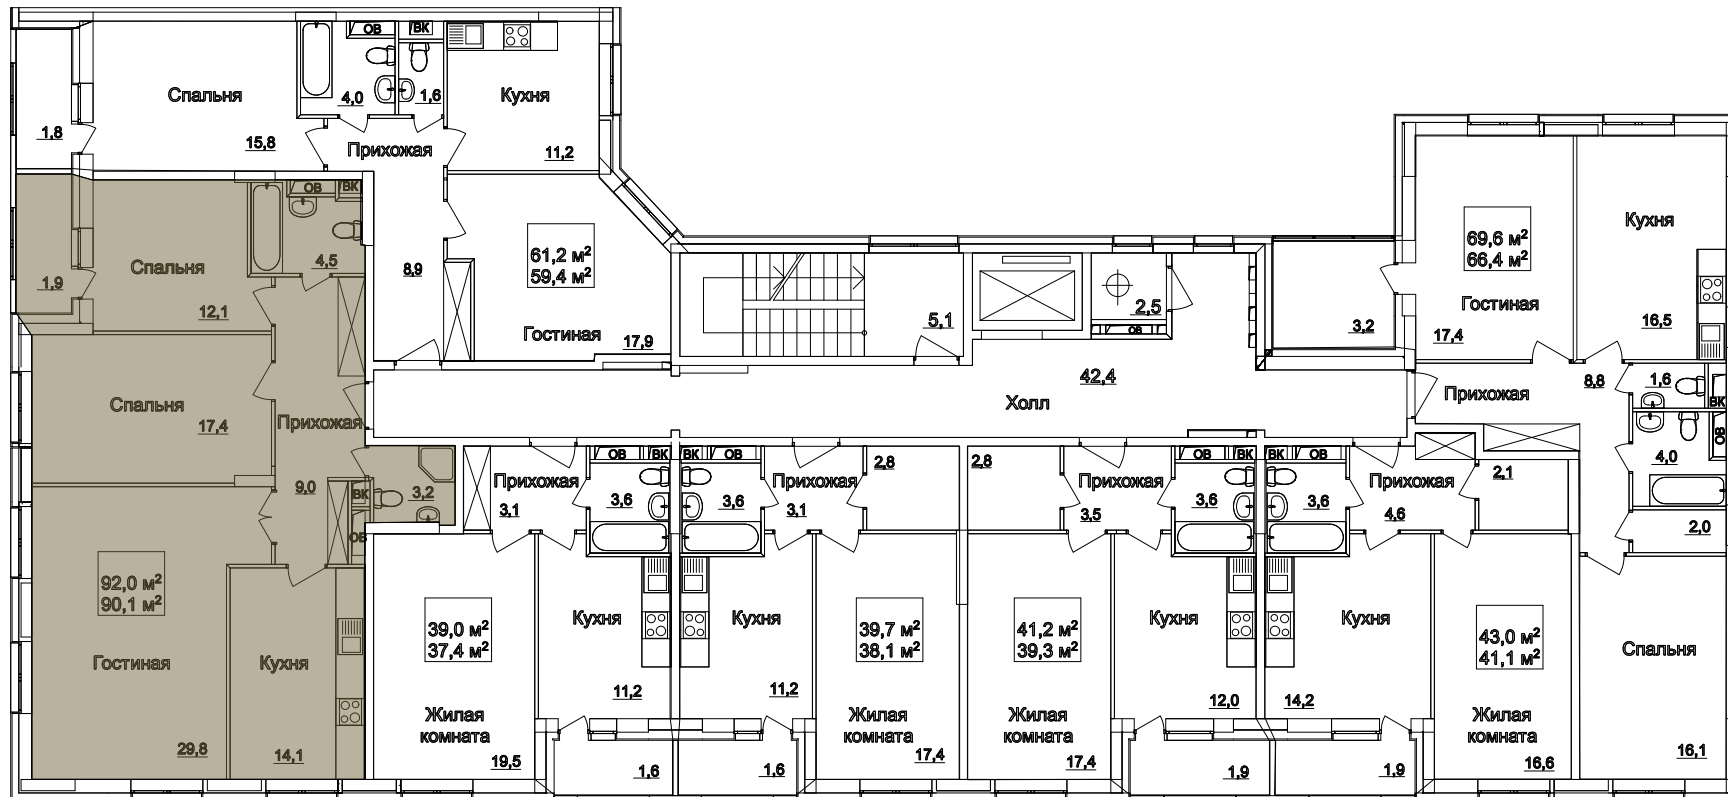 ОВ
ВК
Спальня
4,0
1,6
Кухня
1,8
15,8
Прихожая
11,2
ОВ
ВК
Спальня
4,5
1,9
12,1
8,9
61,2 м²
59,4 м²
Гостиная
17,9
5,1
2,5
ОВ
3,2
69,6 м²
66,4 м²
Гостиная
17,4
Кухня
16,5
42,4
Холл
Прихожая
8,8
1,6
ВК
ОВ
4,0
2,0
Спальня
17,4
Прихожая
9,0
ВК
3,2
ОВ
92,0 м²
90,1 м²
Гостиная
29,8
Кухня
14,1
Прихожая
3,1
ОВ
ВК
3,6
39,0 м²
37,4 м²
Жилая
комната
19,5
Кухня
11,2
1,6
ВК
ОВ
3,6
Прихожая
3,1
2,8
Кухня
11,2
1,6
39,7 м²
38,1 м²
Жилая
комната
17,4
2,8
Прихожая
3,5
ОВ
ВК
3,6
41,2 м²
39,3 м²
Жилая
комната
17,4
Кухня
12,0
1,9
ВК
ОВ
3,6
Прихожая
4,6
2,1
Кухня
14,2
1,9
43,0 м²
41,1 м²
Жилая
комната
16,6
Спальня
16,1